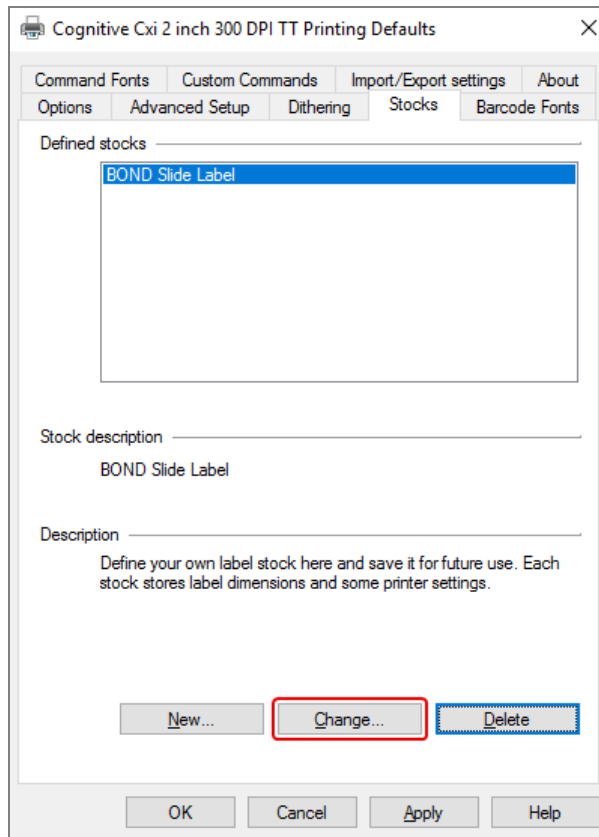 Cognitive Cxi 2 inch 300 DPI TT Printing Defaults
Command Fonts Custom Commands Import/Export settings About
Options Advanced Setup Dithering Stocks Barcode Fonts
Defined stocks
BOND Slide Label
Stock description
BOND Slide Label
Description
Define your own label stock here and save it for future use. Each
stock stores label dimensions and some printer settings.
New... Change... Delete
OK Cancel Apply Help